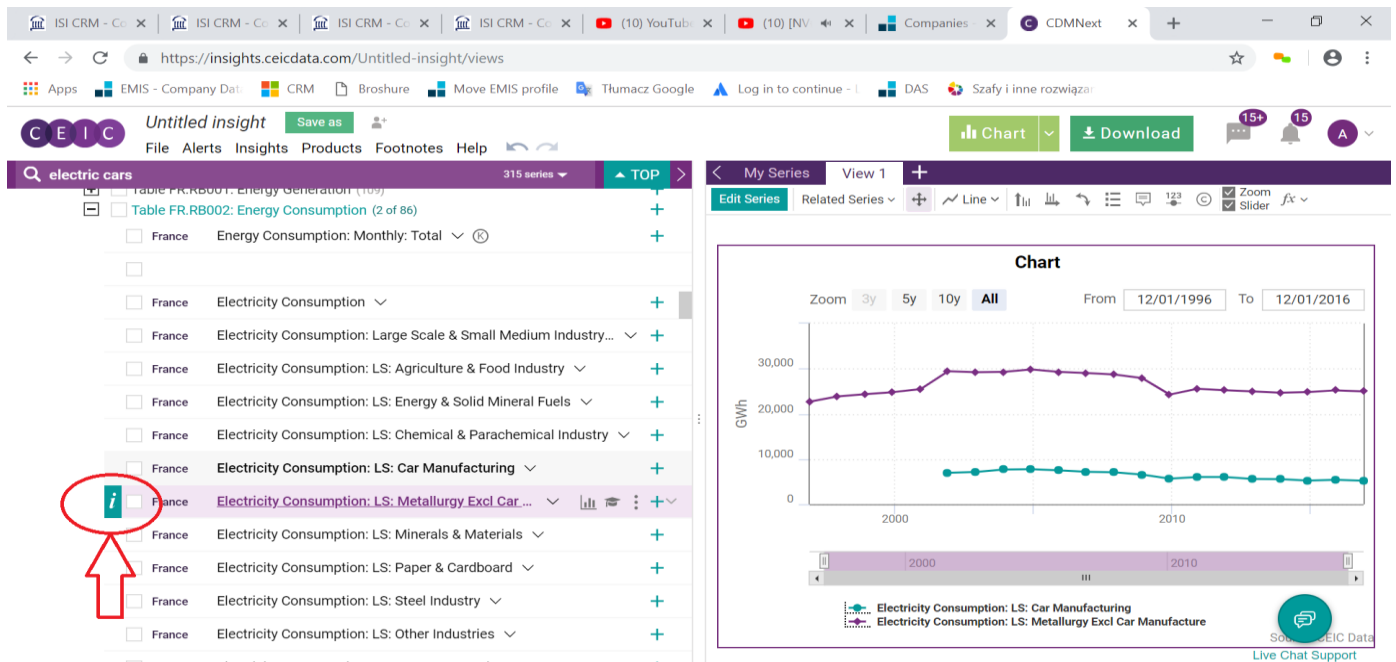 ISI CRM - Co
ISI CRM - Co
ISI CRM - Co
ISI CRM - Co
(10) YouTube
(10) [NV
Companies -
CDMNext
https://insights.ceicdata.com/Untitled-insight/views
Apps
EMIS - Company Dat
CRM
Broshure
Move EMIS profile
Tłumacz Google
Log in to continue -
DAS
Szafy i inne rozwiązan
CEIC
Untitled insight
Save as
File Alerts Insights Products Footnotes Help
Chart
Download
15+
15
A
electric cars
315 series
TOP
Table FR.RB001: Energy Generation (109)
Table FR.RB002: Energy Consumption (2 of 86)
France Energy Consumption: Monthly: Total K
France Electricity Consumption
France Electricity Consumption: Large Scale & Small Medium Industry...
France Electricity Consumption: LS: Agriculture & Food Industry
France Electricity Consumption: LS: Energy & Solid Mineral Fuels
France Electricity Consumption: LS: Chemical & Parachemical Industry
France Electricity Consumption: LS: Car Manufacturing
i France Electricity Consumption: LS: Metallurgy Excl Car ...
France Electricity Consumption: LS: Minerals & Materials
France Electricity Consumption: LS: Paper & Cardboard
France Electricity Consumption: LS: Steel Industry
France Electricity Consumption: LS: Other Industries
My Series
View 1
Edit Series
Related Series
Line
123
C
Zoom
Slider
fx
Chart
Zoom 3y 5y 10y All
From 12/01/1996 To 12/01/2016
GWh
30,000
20,000
10,000
0
2000
2010
2000
2010
Electricity Consumption: LS: Car Manufacturing
Electricity Consumption: LS: Metallurgy Excl Car Manufacture
CEIC Data
Live Chat Support